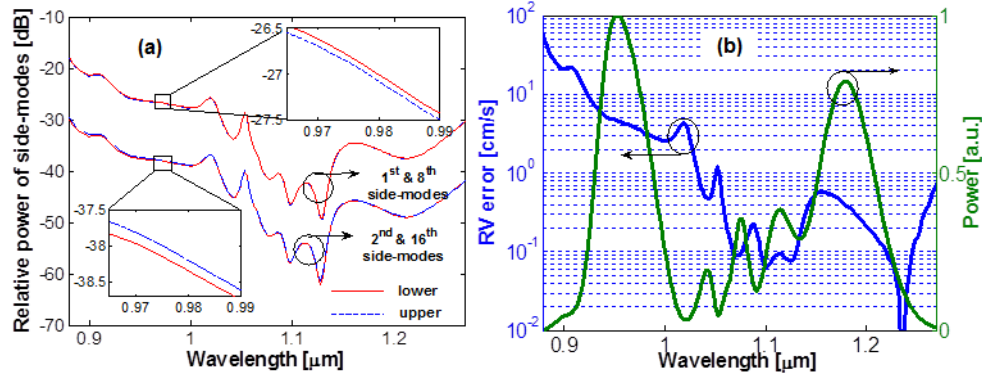 (a)
Relative power of side-modes [dB]
-10
-20
-30
-40
-50
-60
-70
0.9
1
1.1
1.2
Wavelength [μm]
-26.5
-27
-27.5
0.97
0.98
0.99
1st & 8th
side-modes
2nd & 16th
side-modes
-37.5
-38
-38.5
0.97
0.98
0.99
lower
upper
(b)
RV error [cm/s]
10^2
10^1
10^0
10^-1
10^-2
0.9
1
1.1
1.2
Wavelength [μm]
1
0.5
0
Power [a.u.]